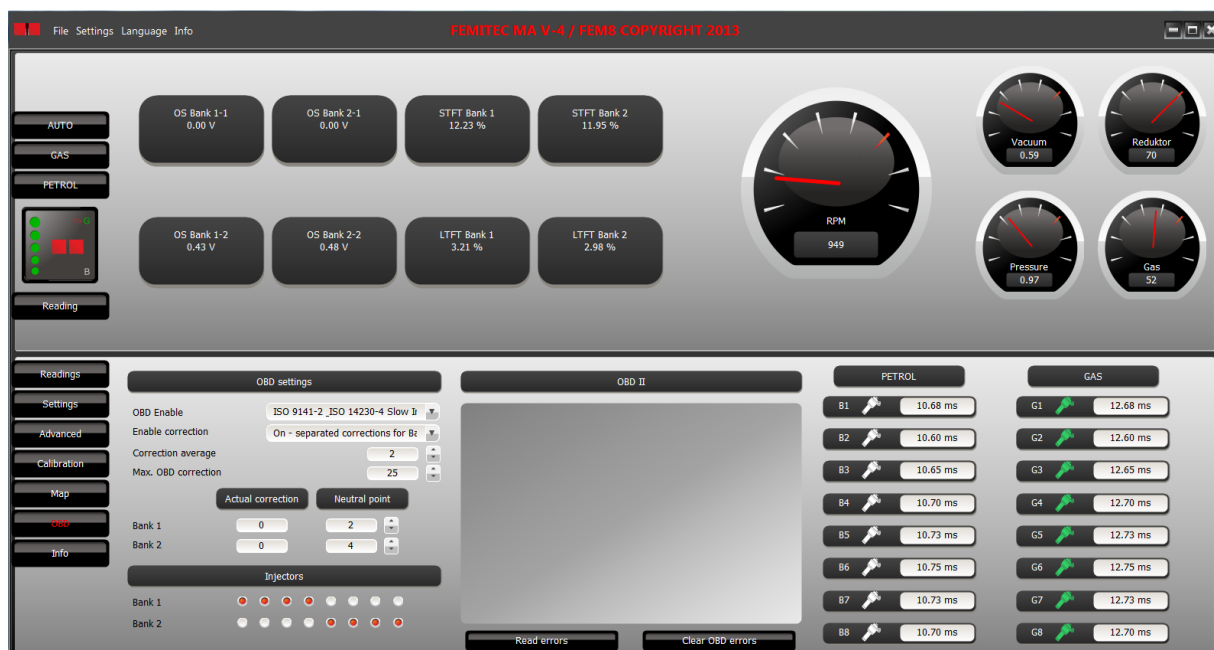 File Settings Language Info
FEMITEC MA V-4 / FEM8 COPYRIGHT 2013
AUTO
GAS
PETROL
G
B
Reading
OS Bank 1-1
0.00 V
OS Bank 2-1
0.00 V
STFT Bank 1
12.23 %
STFT Bank 2
11.95 %
OS Bank 1-2
0.43 V
OS Bank 2-2
0.48 V
LTFT Bank 1
3.21 %
LTFT Bank 2
2.98 %
RPM
949
Vacuum
0.59
Reduktor
70
Pressure
0.97
Gas
52
Readings
Settings
Advanced
Calibration
Map
OBD
Info
OBD settings
OBD Enable ISO 9141-2 _ISO 14230-4 Slow Ir
Enable correction On - separated corrections for Ba
Correction average 2
Max. OBD correction 25
Actual correction Neutral point
Bank 1 0 2
Bank 2 0 4
Injectors
Bank 1
Bank 2
OBD II
Read errors Clear OBD errors
PETROL
B1 10.68 ms
B2 10.60 ms
B3 10.65 ms
B4 10.70 ms
B5 10.73 ms
B6 10.75 ms
B7 10.73 ms
B8 10.70 ms
GAS
G1 12.68 ms
G2 12.60 ms
G3 12.65 ms
G4 12.70 ms
G5 12.73 ms
G6 12.75 ms
G7 12.73 ms
G8 12.70 ms